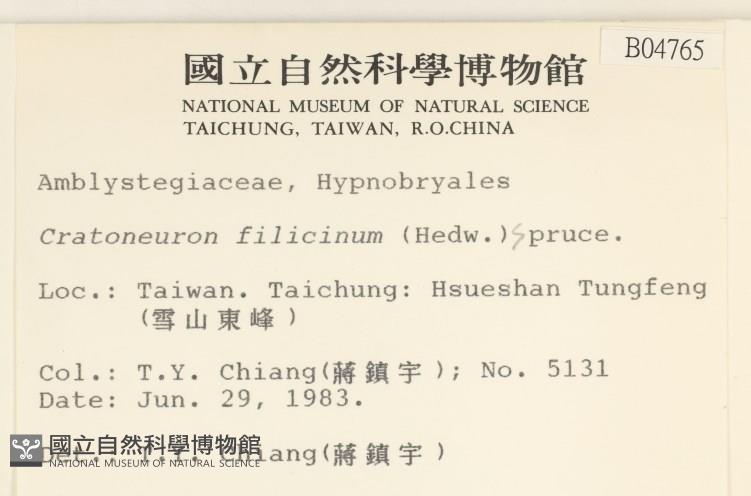 B04765
國立自然科學博物館
NATIONAL MUSEUM OF NATURAL SCIENCE
TAICHUNG, TAIWAN, R.O.CHINA
Amblystegiaceae, Hypnobryales
Cratoneuron filicinum (Hedw.)Spruce.
Loc.: Taiwan. Taichung: Hsueshan Tungfeng
(雪山東峰)
Col.: T.Y. Chiang(蔣鎮宇); No. 5131
Date: Jun. 29, 1983.
Det.: T.Y. Chiang(蔣鎮宇)
國立自然科學博物館
NATIONAL MUSEUM OF NATURAL SCIENCE